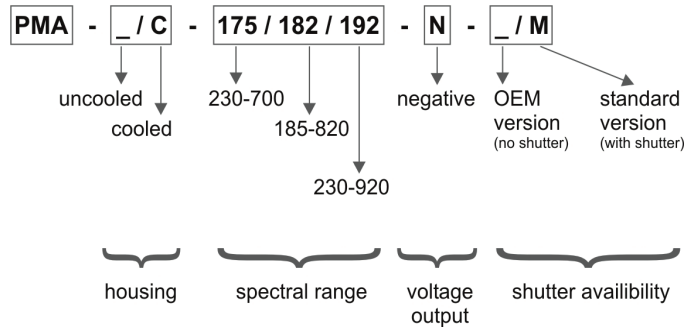 PMA - _ / C - 175 / 182 / 192 - N - _ / M
uncooled 230-700 negative OEM standard
version version
cooled 185-820 (no shutter) (with shutter)
230-920
housing spectral range voltage shutter availibility
output